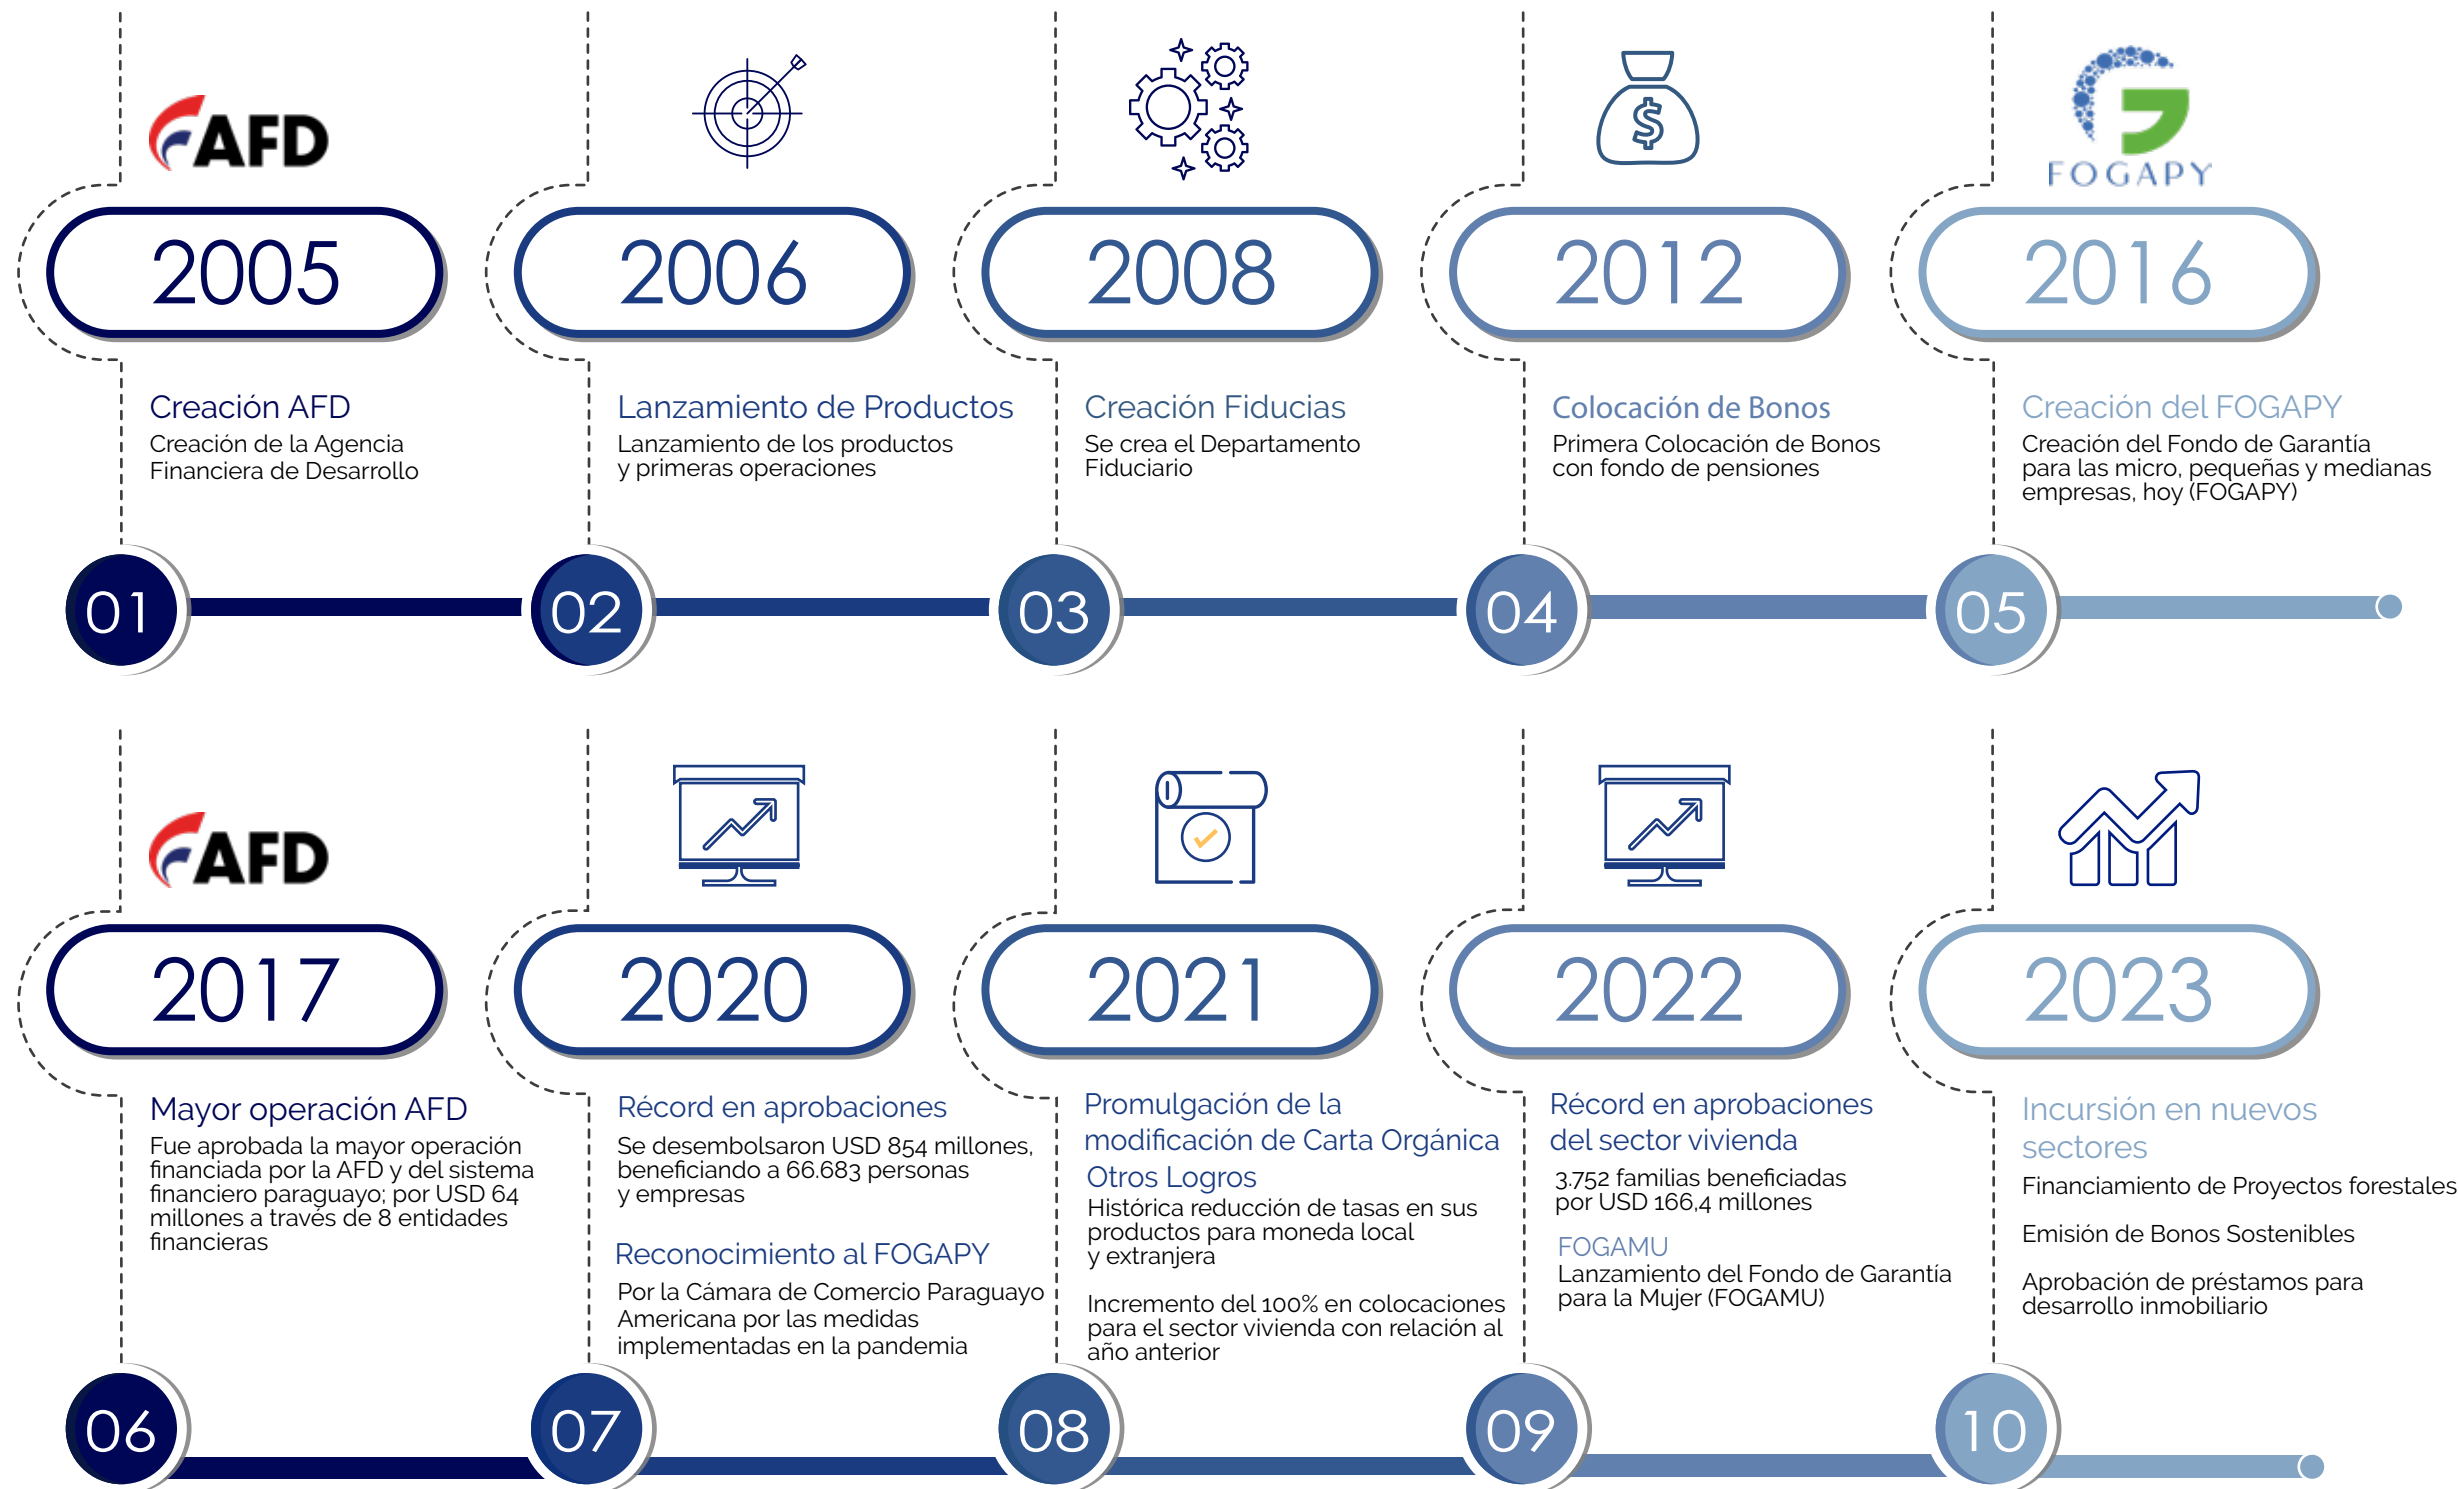 AFD
2005
Creación AFD
Creación de la Agencia
Financiera de Desarrollo
01
2006
Lanzamiento de Productos
Lanzamiento de los productos
y primeras operaciones
02
2008
Creación Fiducias
Se crea el Departamento
Fiduciario
03
$
2012
Colocación de Bonos
Primera Colocación de Bonos
con fondo de pensiones
04
FOGAPY
2016
Creación del FOGAPY
Creación del Fondo de Garantía
para las micro, pequeñas y medianas
empresas, hoy (FOGAPY)
05
AFD
2017
Mayor operación AFD
Fue aprobada la mayor operación
financiada por la AFD y del sistema
financiero paraguayo; por USD 64
millones a través de 8 entidades
financieras
06
2020
Récord en aprobaciones
Se desembolsaron USD 854 millones,
beneficiando a 66.683 personas
y empresas
Reconocimiento al FOGAPY
Por la Cámara de Comercio Paraguayo
Americana por las medidas
implementadas en la pandemia
07
2021
Promulgación de la
modificación de Carta Orgánica
Otros Logros
Histórica reducción de tasas en sus
productos para moneda local
y extranjera
Incremento del 100% en colocaciones
para el sector vivienda con relación al
año anterior
08
2022
Récord en aprobaciones
del sector vivienda
3.752 familias beneficiadas
por USD 166,4 millones
FOGAMU
Lanzamiento del Fondo de Garantía
para la Mujer (FOGAMU)
09
2023
Incursión en nuevos
sectores
Financiamiento de Proyectos forestales
Emisión de Bonos Sostenibles
Aprobación de préstamos para
desarrollo inmobiliario
10